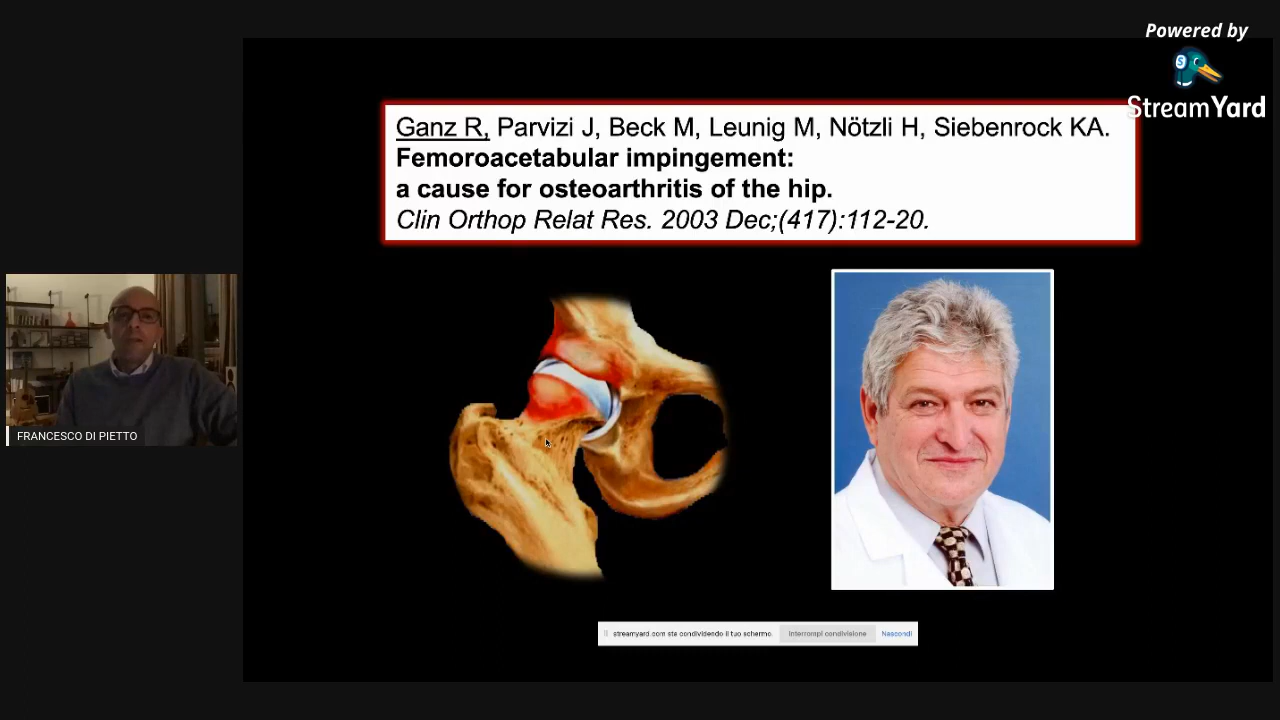 Powered by
StreamYard
Ganz R, Parvizi J, Beck M, Leunig M, Nötzli H, Siebenrock KA.
Femoroacetabular impingement:
a cause for osteoarthritis of the hip.
Clin Orthop Relat Res. 2003 Dec;(417):112-20.
FRANCESCO DI PIETTO
streamyard.com sta condividendo il tuo schermo. Interrompi condivisione Nascondi